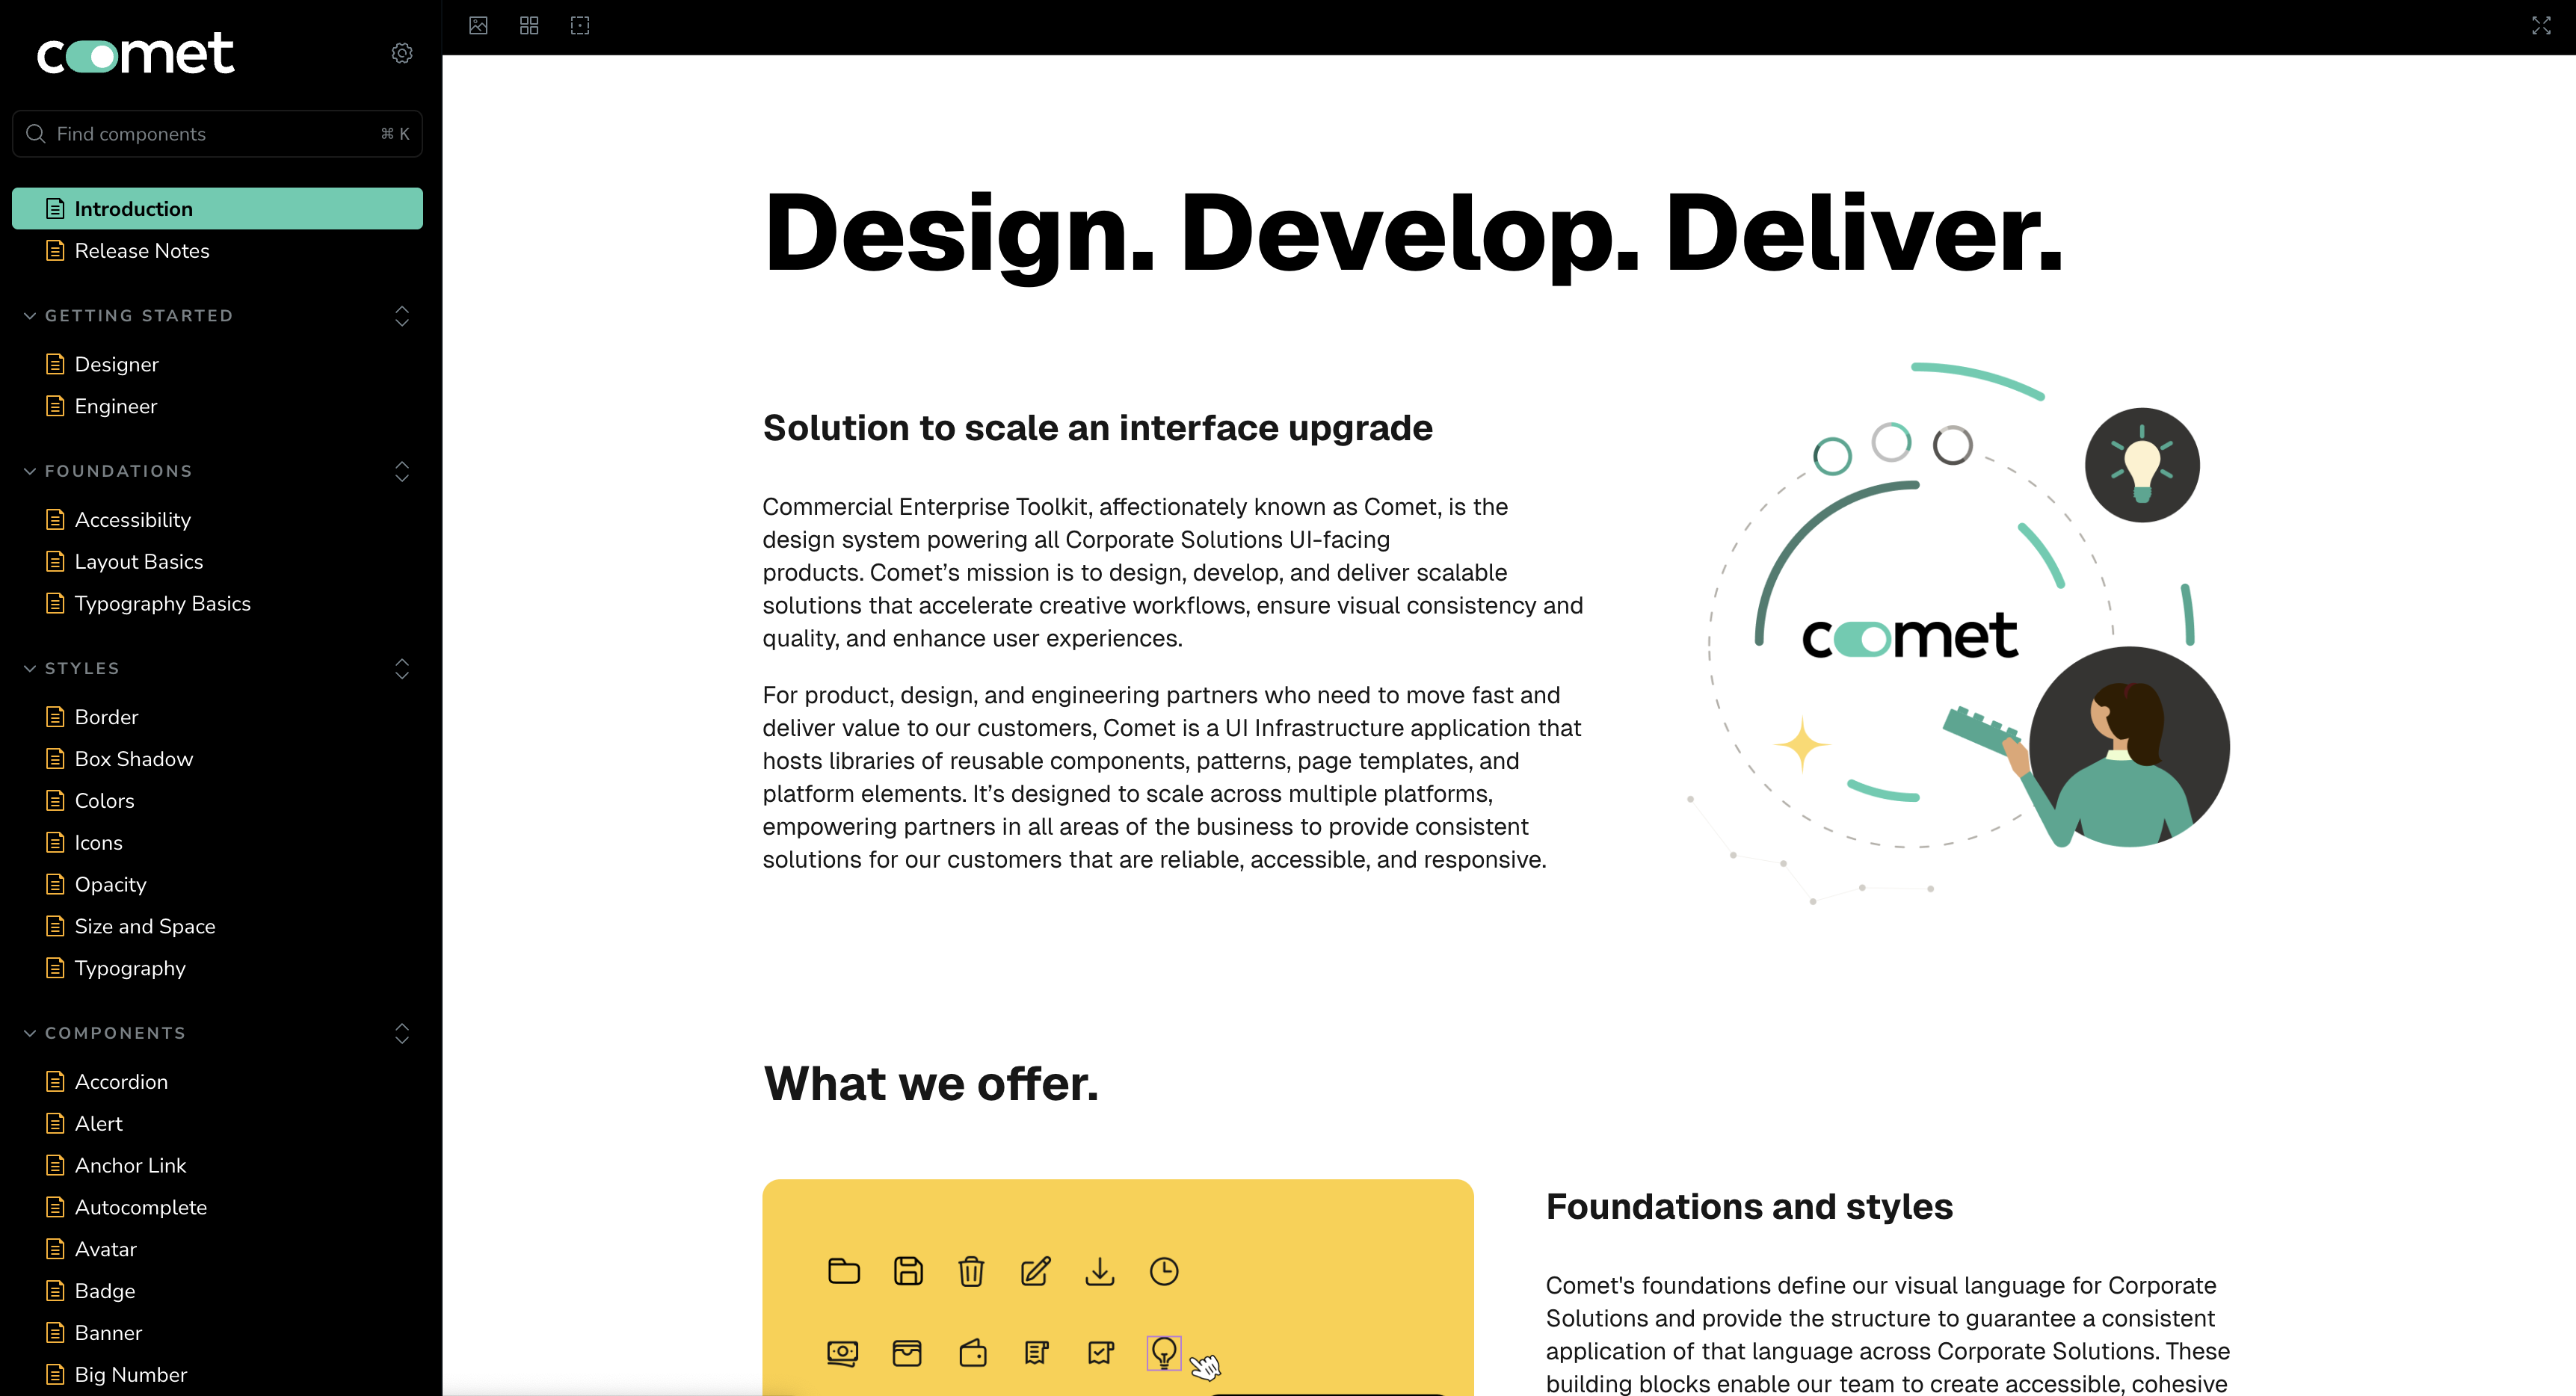 comet
Find components
⌘ K
Introduction
Release Notes
GETTING STARTED
Designer
Engineer
FOUNDATIONS
Accessibility
Layout Basics
Typography Basics
STYLES
Border
Box Shadow
Colors
Icons
Opacity
Size and Space
Typography
COMPONENTS
Accordion
Alert
Anchor Link
Autocomplete
Avatar
Badge
Banner
Big Number
Design. Develop. Deliver.
Solution to scale an interface upgrade
Commercial Enterprise Toolkit, affectionately known as Comet, is the
design system powering all Corporate Solutions UI-facing
products. Comet’s mission is to design, develop, and deliver scalable
solutions that accelerate creative workflows, ensure visual consistency and
quality, and enhance user experiences.
For product, design, and engineering partners who need to move fast and
deliver value to our customers, Comet is a UI Infrastructure application that
hosts libraries of reusable components, patterns, page templates, and
platform elements. It’s designed to scale across multiple platforms,
empowering partners in all areas of the business to provide consistent
solutions for our customers that are reliable, accessible, and responsive.
comet
What we offer.
Foundations and styles
Comet's foundations define our visual language for Corporate
Solutions and provide the structure to guarantee a consistent
application of that language across Corporate Solutions. These
building blocks enable our team to create accessible, cohesive